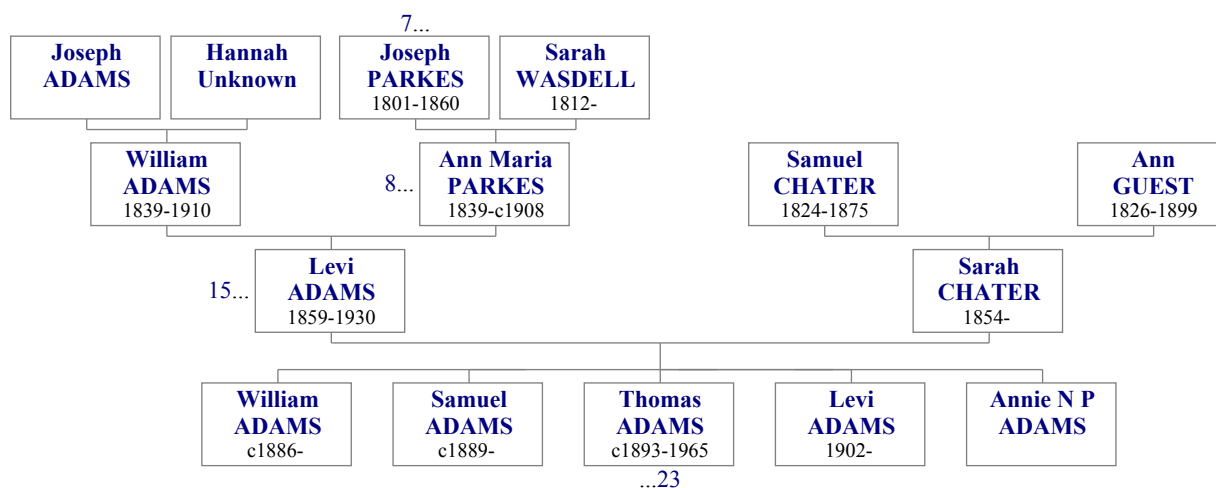 7...
Joseph
ADAMS
Hannah
Unknown
Joseph
PARKES
1801-1860
Sarah
WASDELL
1812-
William
ADAMS
1839-1910
8...
Ann Maria
PARKES
1839-c1908
Samuel
CHATER
1824-1875
Ann
GUEST
1826-1899
15...
Levi
ADAMS
1859-1930
Sarah
CHATER
1854-
William
ADAMS
c1886-
Samuel
ADAMS
c1889-
Thomas
ADAMS
c1893-1965
Levi
ADAMS
1902-
Annie N P
ADAMS
...23